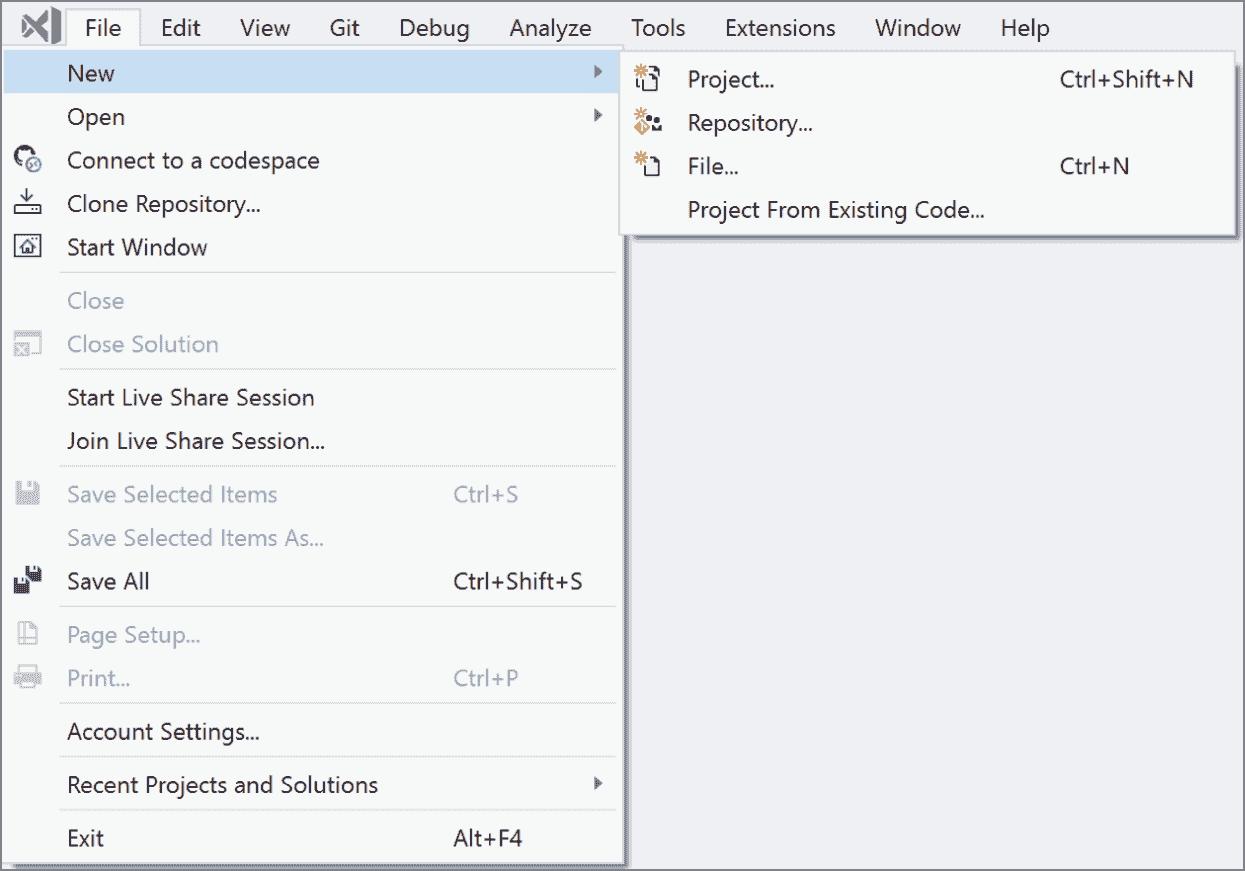 File Edit View Git Debug Analyze Tools Extensions Window Help
New
Project... Ctrl+Shift+N
Open
Repository...
Connect to a codespace
File... Ctrl+N
Clone Repository...
Project From Existing Code...
Start Window
Close
Close Solution
Start Live Share Session
Join Live Share Session...
Save Selected Items Ctrl+S
Save Selected Items As...
Save All Ctrl+Shift+S
Page Setup...
Print... Ctrl+P
Account Settings...
Recent Projects and Solutions
Exit Alt+F4